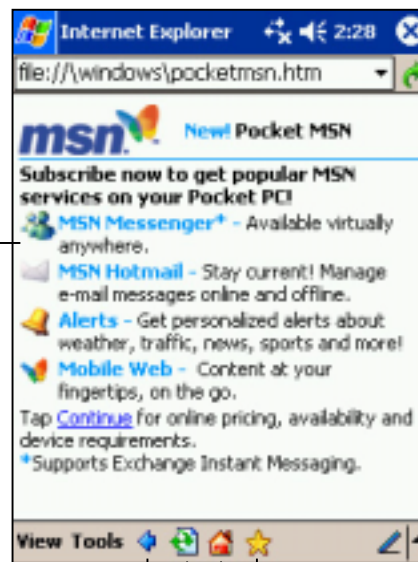 Internet Explorer 2:28
file://\windows\pocketmsn.htm
msn New! Pocket MSN
Subscribe now to get popular MSN
services on your Pocket PC!
MSN Messenger* - Available virtually
anywhere.
MSN Hotmail - Stay current! Manage
e-mail messages online and offline.
Alerts - Get personalized alerts about
weather, traffic, news, sports and more!
Mobile Web - Content at your
fingertips, on the go.
Tap Continue for online pricing, availability and
device requirements.
*Supports Exchange Instant Messaging.
View Tools